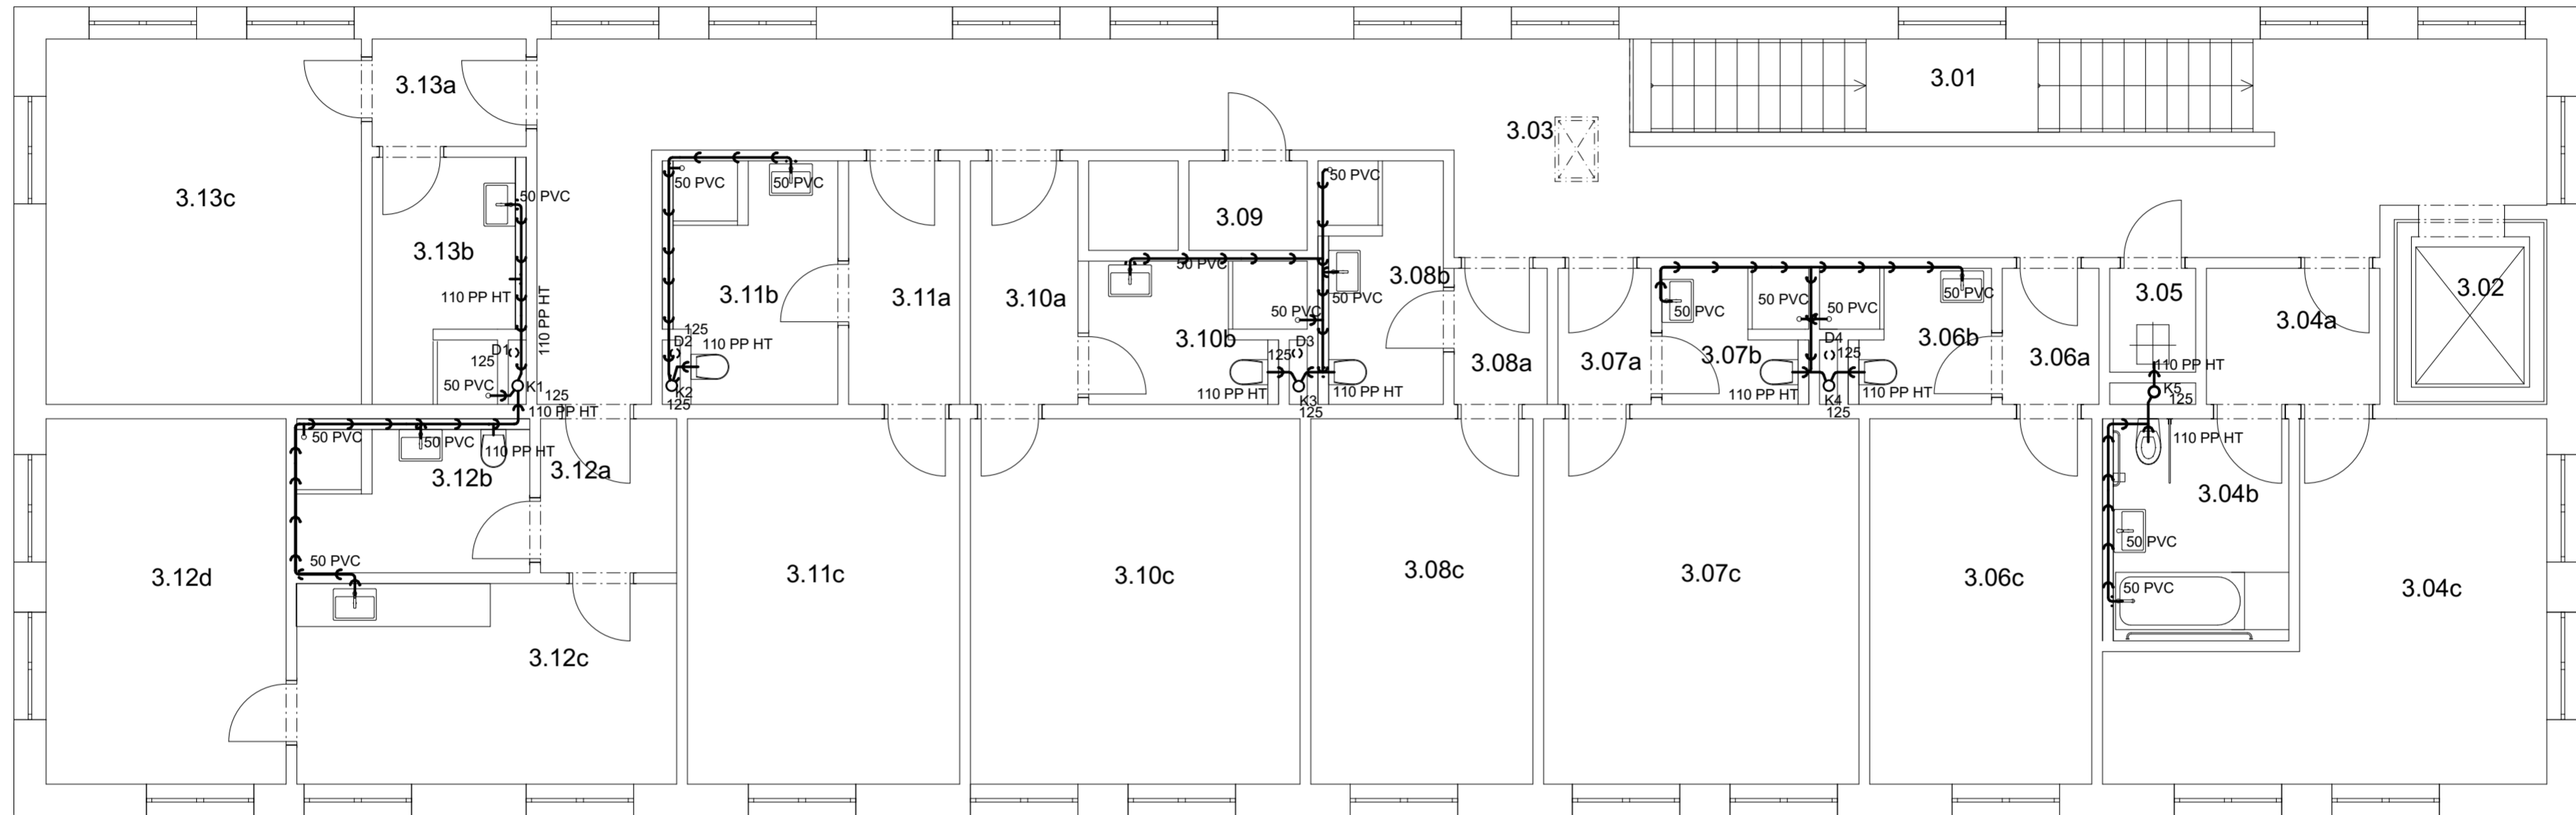 3.13a
3.01
3.03
3.13c
50 PVC
3.13b
110 PP HT
110 PP HT
D1
125
50 PVC
K1
125
110 PP HT
50 PVC
50 PVC
3.11b
3.11a
125
D2
110 PP HT
K2
125
3.10a
3.09
50 PVC
50 PVC
3.10b
D3
125
110 PP HT
K3
125
50 PVC
3.08b
50 PVC
110 PP HT
3.08a
3.07a
50 PVC
50 PVC
3.07b
110 PP HT
50 PVC
D4
125
K4
125
50 PVC
3.06b
110 PP HT
3.06a
3.05
110 PP HT
K5
125
3.04a
3.02
50 PVC
50 PVC
110 PP HT
3.12b
3.12a
50 PVC
3.12d
3.12c
3.11c
3.10c
3.08c
3.07c
3.06c
110 PP HT
3.04b
50 PVC
50 PVC
3.04c